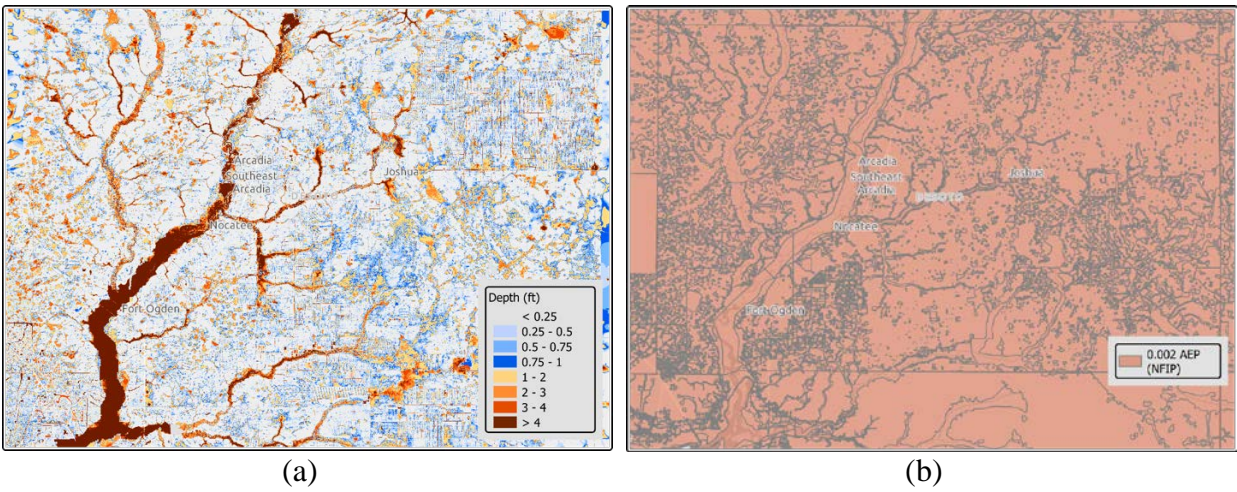 Arcadia
Southeast
Arcadia
Joshua
Nocatee
Fort Ogden
Depth (ft)
< 0.25
0.25 - 0.5
0.5 - 0.75
0.75 - 1
1 - 2
2 - 3
3 - 4
> 4
(a)
Arcadia
Southeast
Arcadia
Joshua
Nocatee
Fort Ogden
0.002 AEP
(NFIP)
(b)